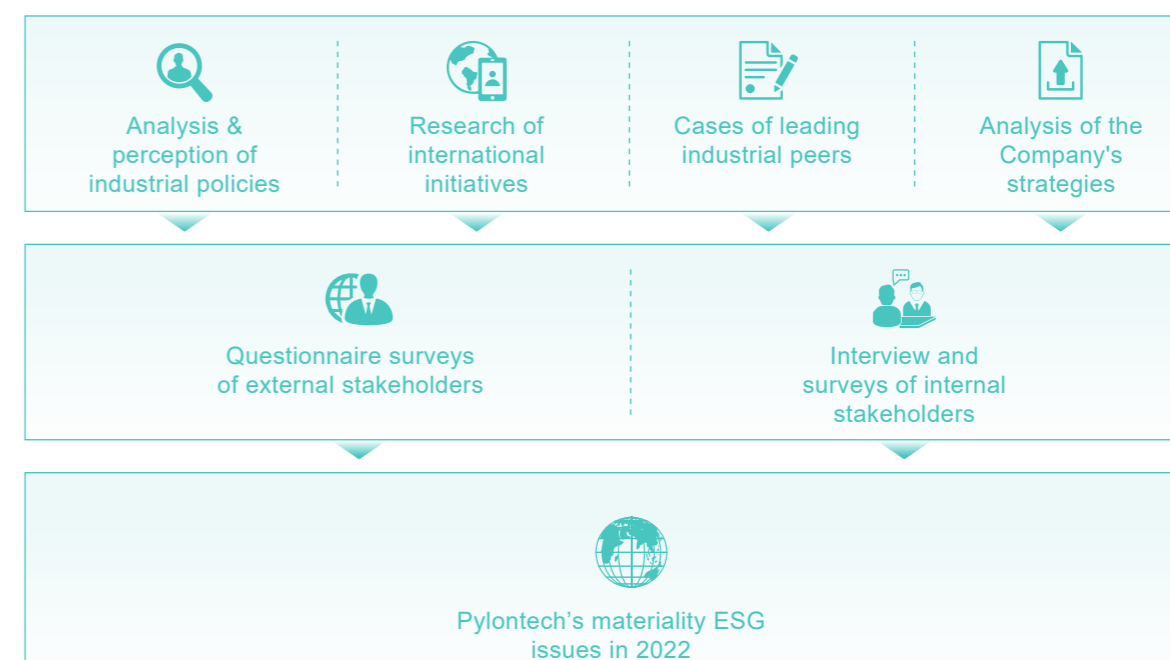 Analysis &
perception of
industrial policies
Research of
international
initiatives
Cases of leading
industrial peers
Analysis of the
Company's
strategies
Questionnaire surveys
of external stakeholders
Interview and
surveys of internal
stakeholders
Pylontech’s materiality ESG
issues in 2022